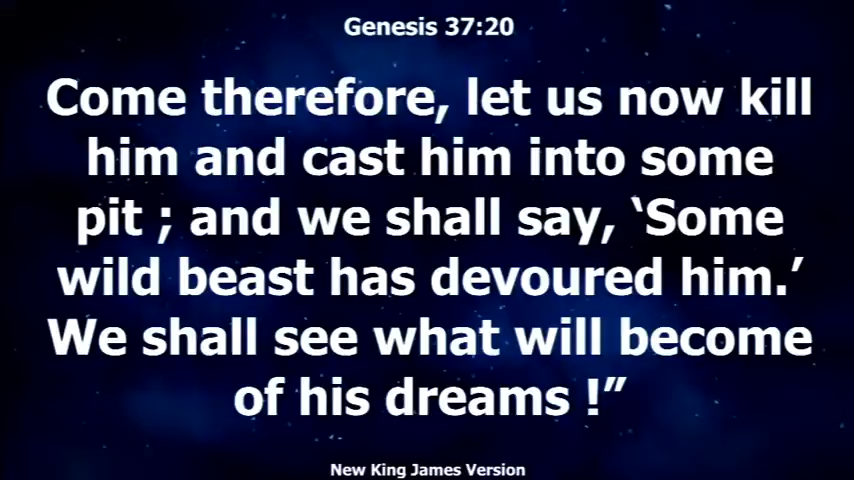 Genesis 37:20
Come therefore, let us now kill
him and cast him into some
pit ; and we shall say, ‘Some
wild beast has devoured him.’
We shall see what will become
of his dreams !”
New King James Version